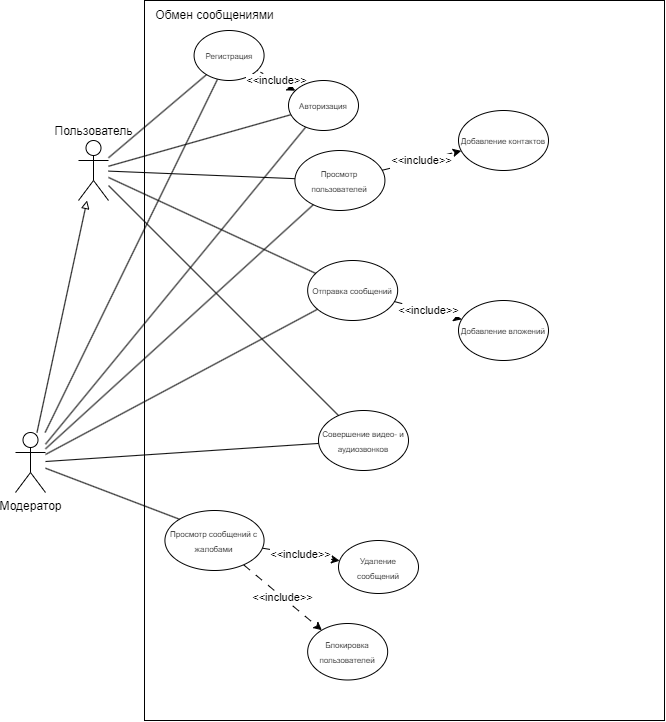 Обмен сообщениями
Регистрация
<<include>>
Авторизация
Пользователь
Добавление контактов
<<include>>
Просмотр
пользователей
Отправка сообщений
<<include>>
Добавление вложений
Совершение видео- и
аудиозвонков
Модератор
Просмотр сообщений с
жалобами
<<include>>
Удаление
сообщений
<<include>>
Блокировка
пользователей